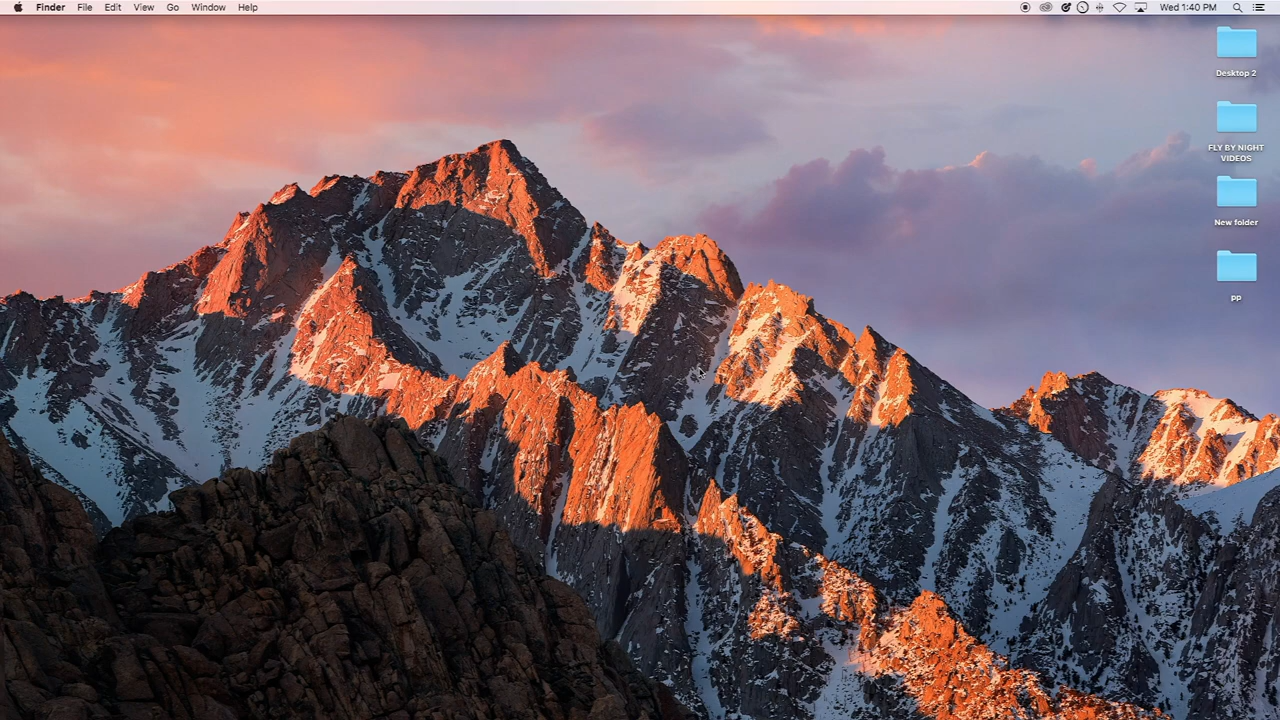 Finder File Edit View Go Window Help Wed 1:40 PM
Desktop 2
FLY BY NIGHT
VIDEOS
New folder
PP